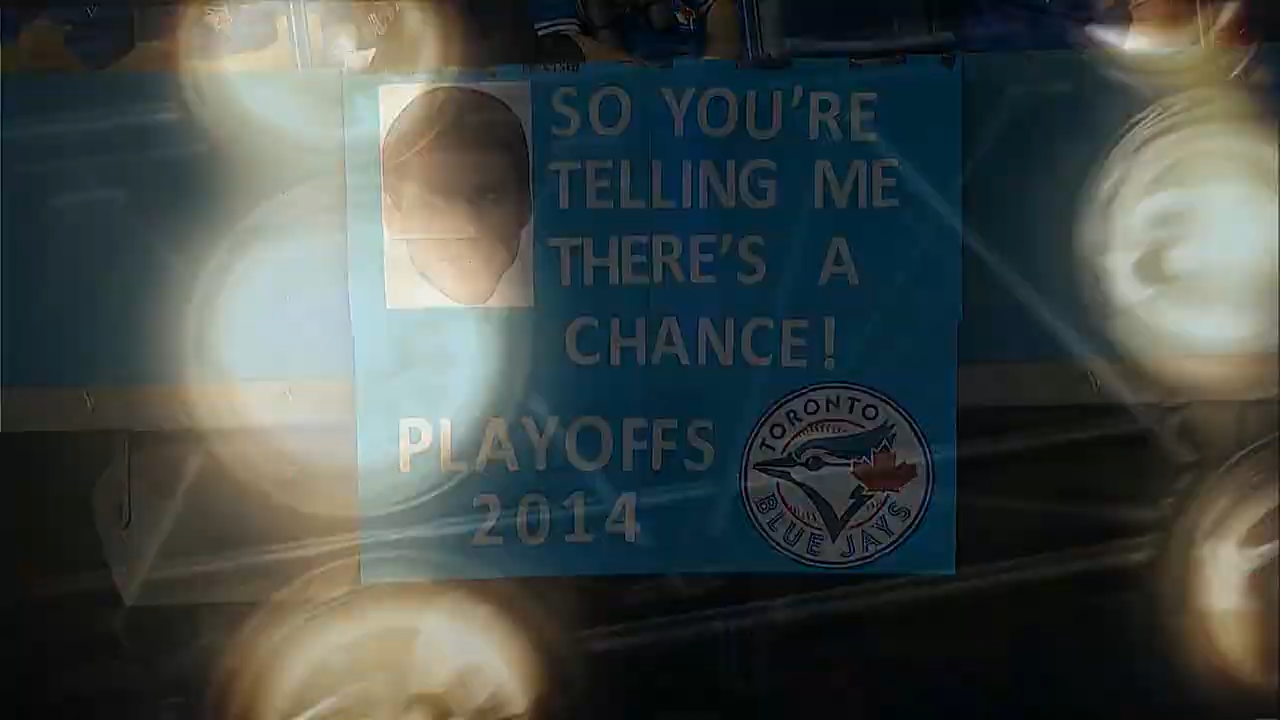 SO YOU'RE
TELLING ME
THERE'S A
CHANCE!
PLAYOFFS
2014
TORONTO
BLUE JAYS